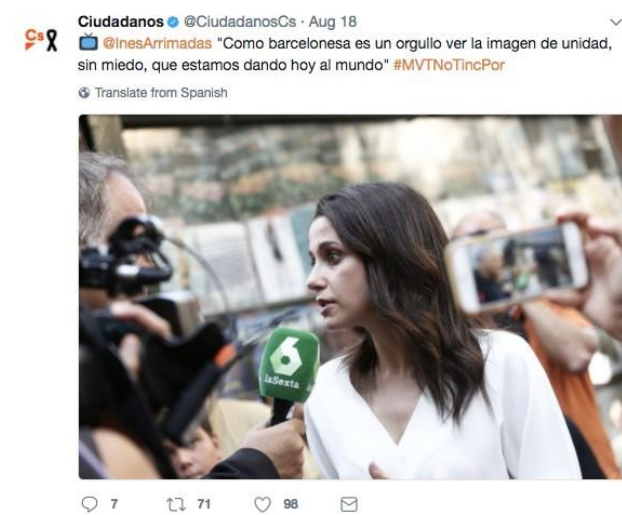 Ciudadanos @CiudadanosCs · Aug 18
Cs
@InesArrimadas "Como barcelonesa es un orgullo ver la imagen de unidad,
sin miedo, que estamos dando hoy al mundo" #MVTNoTincPor
Translate from Spanish
6
laSexta
7 71 98